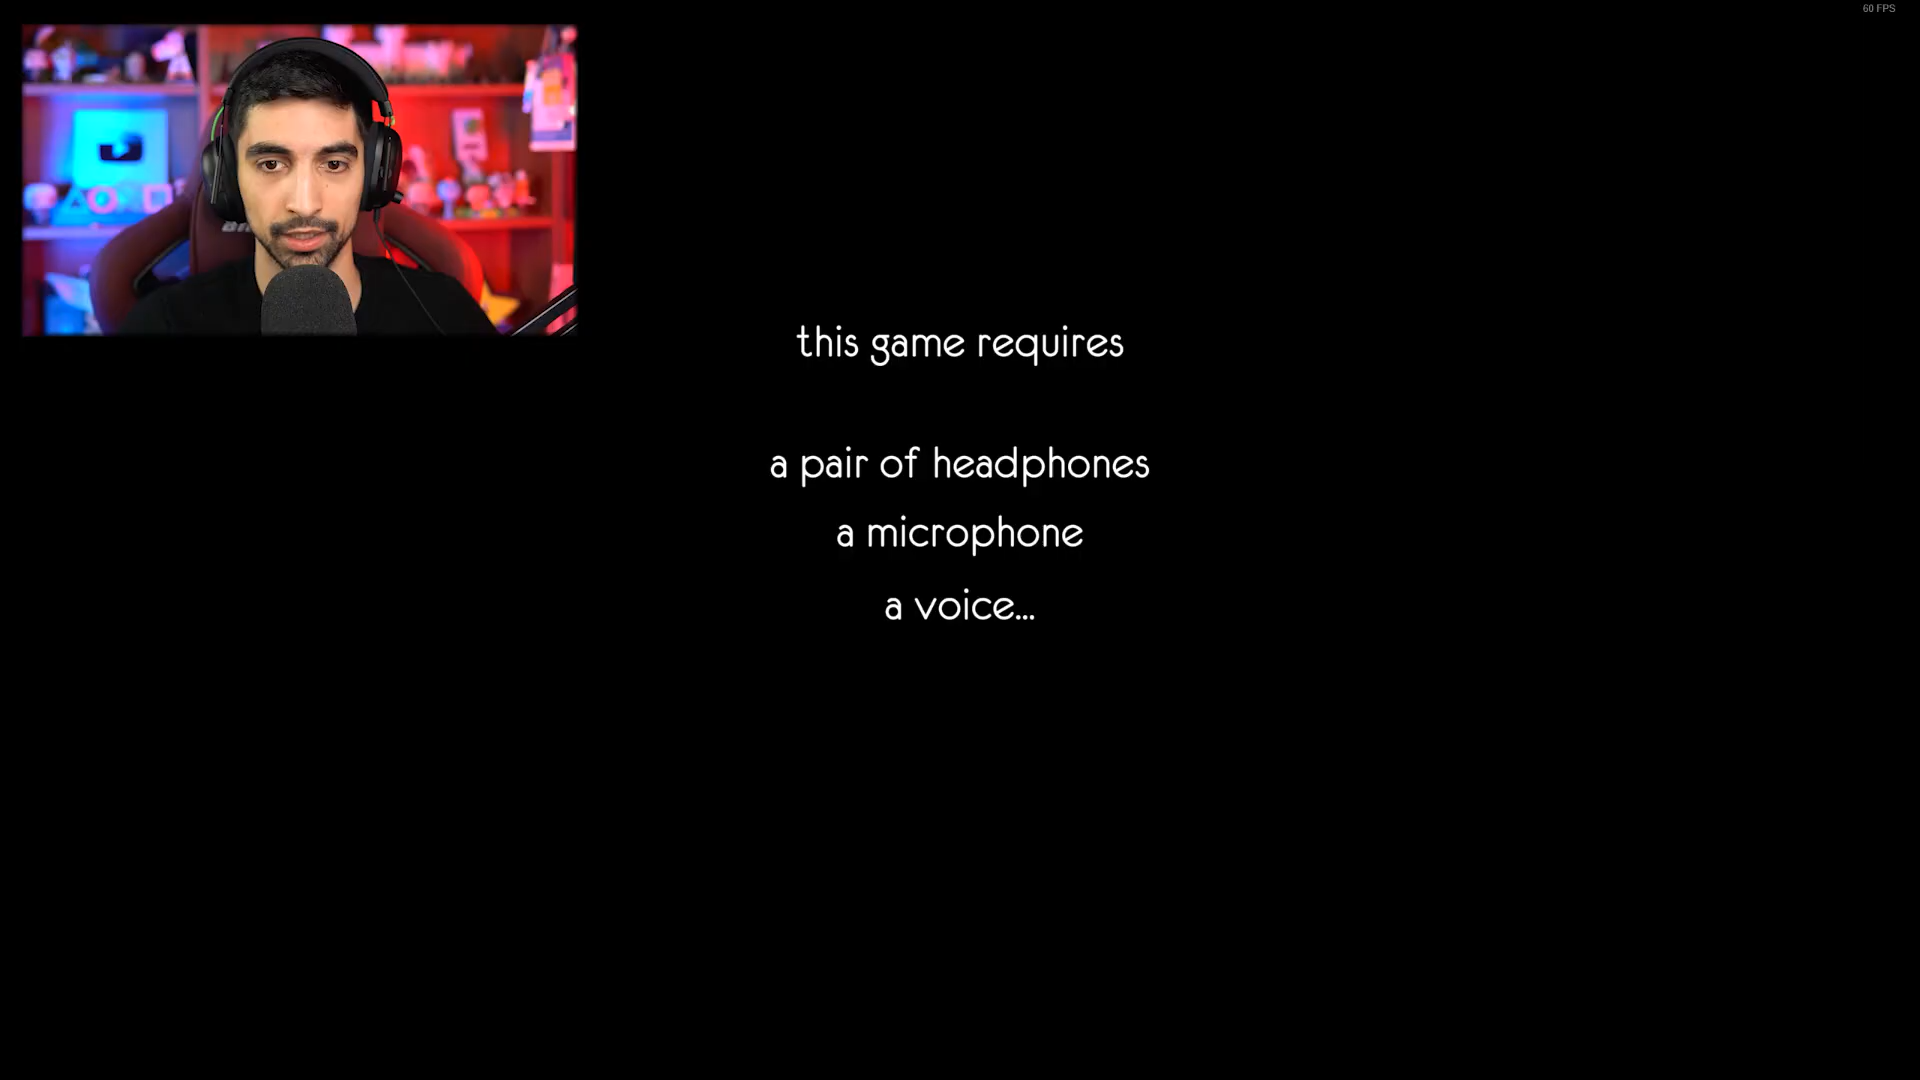 60 FPS
this game requires
a pair of headphones
a microphone
a voice...